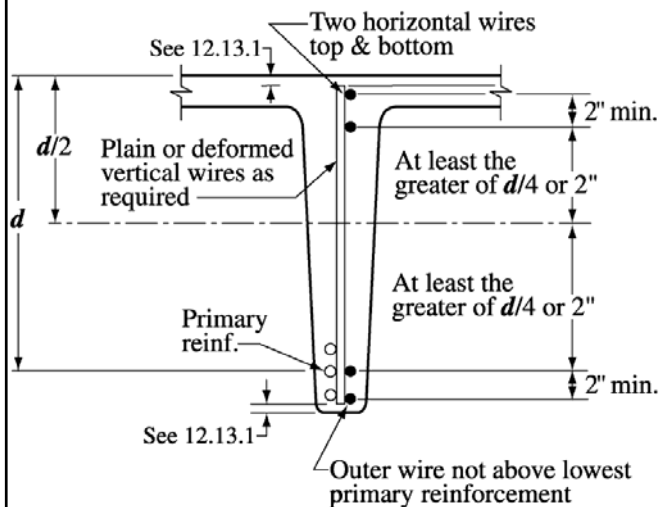 Two horizontal wires
top & bottom
See 12.13.1
2" min.
d/2
Plain or deformed
vertical wires as
required
At least the
greater of d/4 or 2"
d
At least the
greater of d/4 or 2"
Primary
reinf.
2" min.
See 12.13.1
Outer wire not above lowest
primary reinforcement